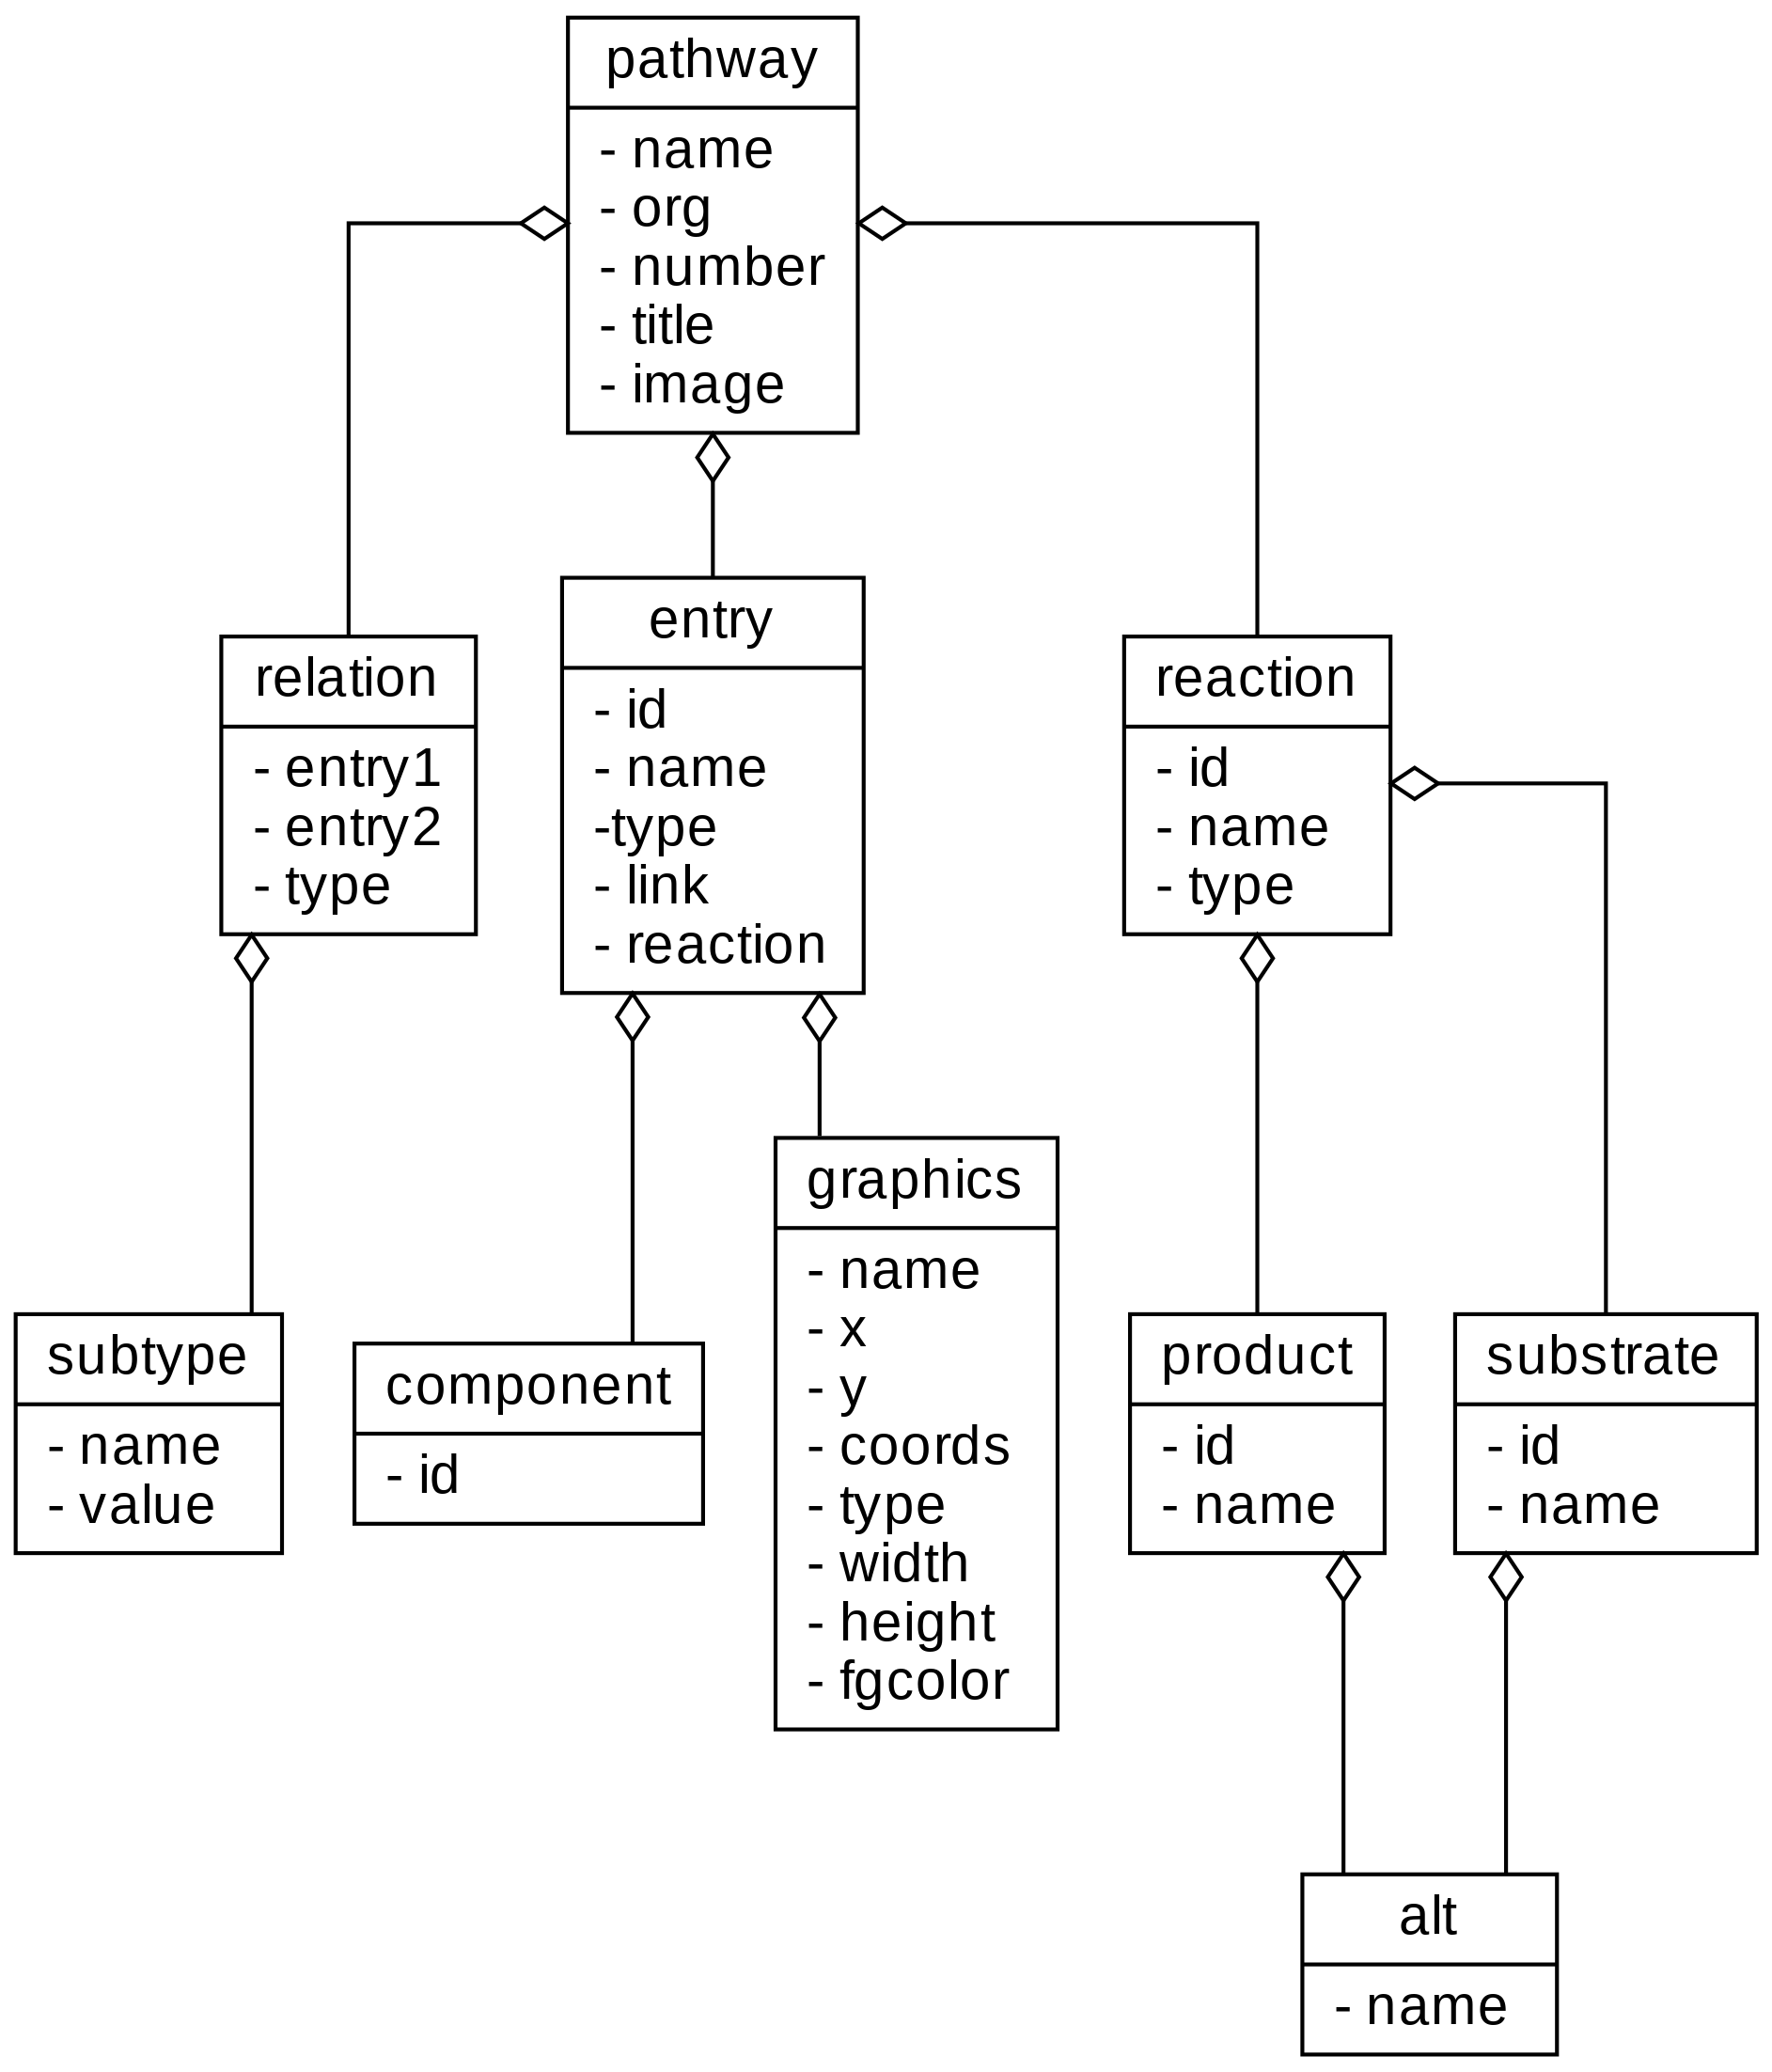 pathway
- name
- org
- number
- title
- image
relation
- entry1
- entry2
- type
entry
- id
- name
-type
- link
- reaction
reaction
- id
- name
- type
subtype
- name
- value
component
- id
graphics
- name
- x
- y
- coords
- type
- width
- height
- fgcolor
product
- id
- name
substrate
- id
- name
alt
- name